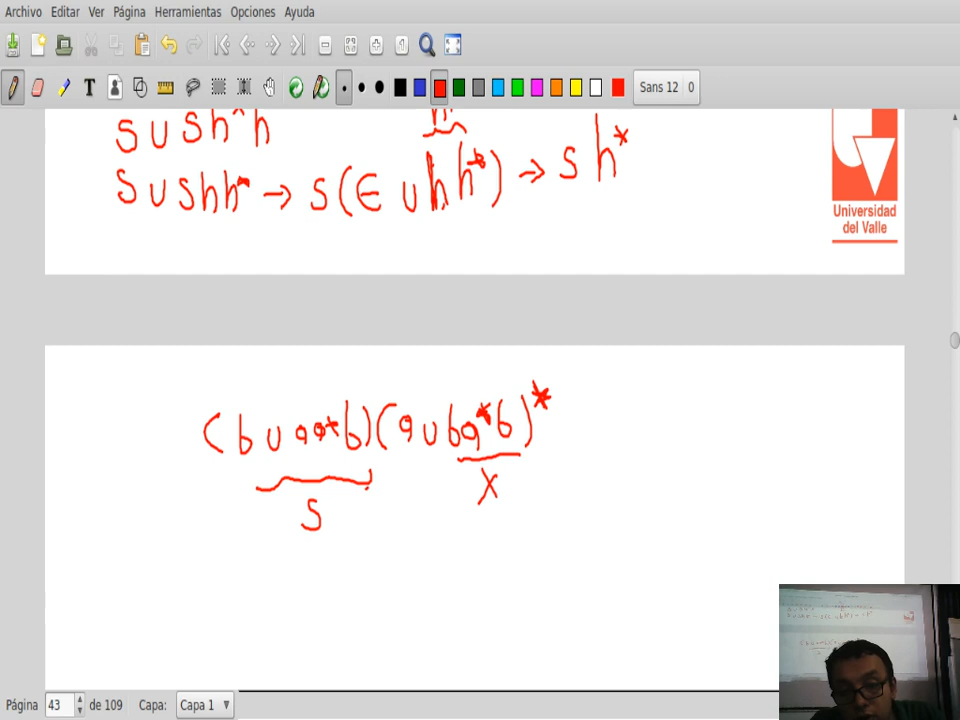 Archivo Editar Ver Página Herramientas Opciones Ayuda
Sans 12 0
S ∪ S h* h
S ∪ S h h* → S ( ∈ ∪ h h* ) → S h*
Universidad
del Valle
( b ∪ a a* b ) ( a ∪ b a* b )*
S
X
Página 43 de 109 Capa: Capa 1